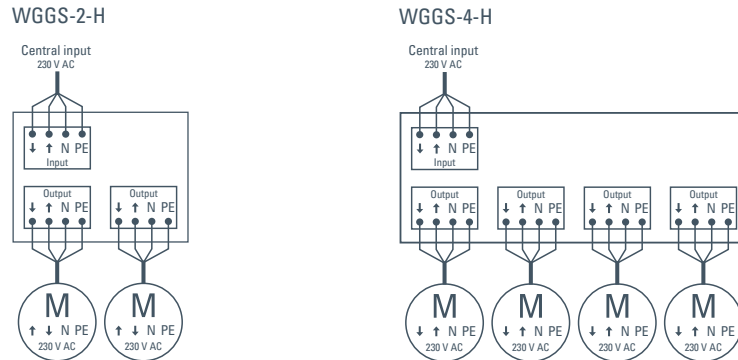 WGGS-2-H
Central input
230 V AC
↓ ↑ N PE
Input
Output
↓ ↑ N PE
Output
↓ ↑ N PE
M
↑ ↓ N PE
230 V AC
M
↑ ↓ N PE
230 V AC
WGGS-4-H
Central input
230 V AC
↓ ↑ N PE
Input
Output
↓ ↑ N PE
Output
↓ ↑ N PE
Output
↓ ↑ N PE
Output
↓ ↑ N PE
M
↓ ↑ N PE
230 V AC
M
↓ ↑ N PE
230 V AC
M
↓ ↑ N PE
230 V AC
M
↓ ↑ N PE
230 V AC